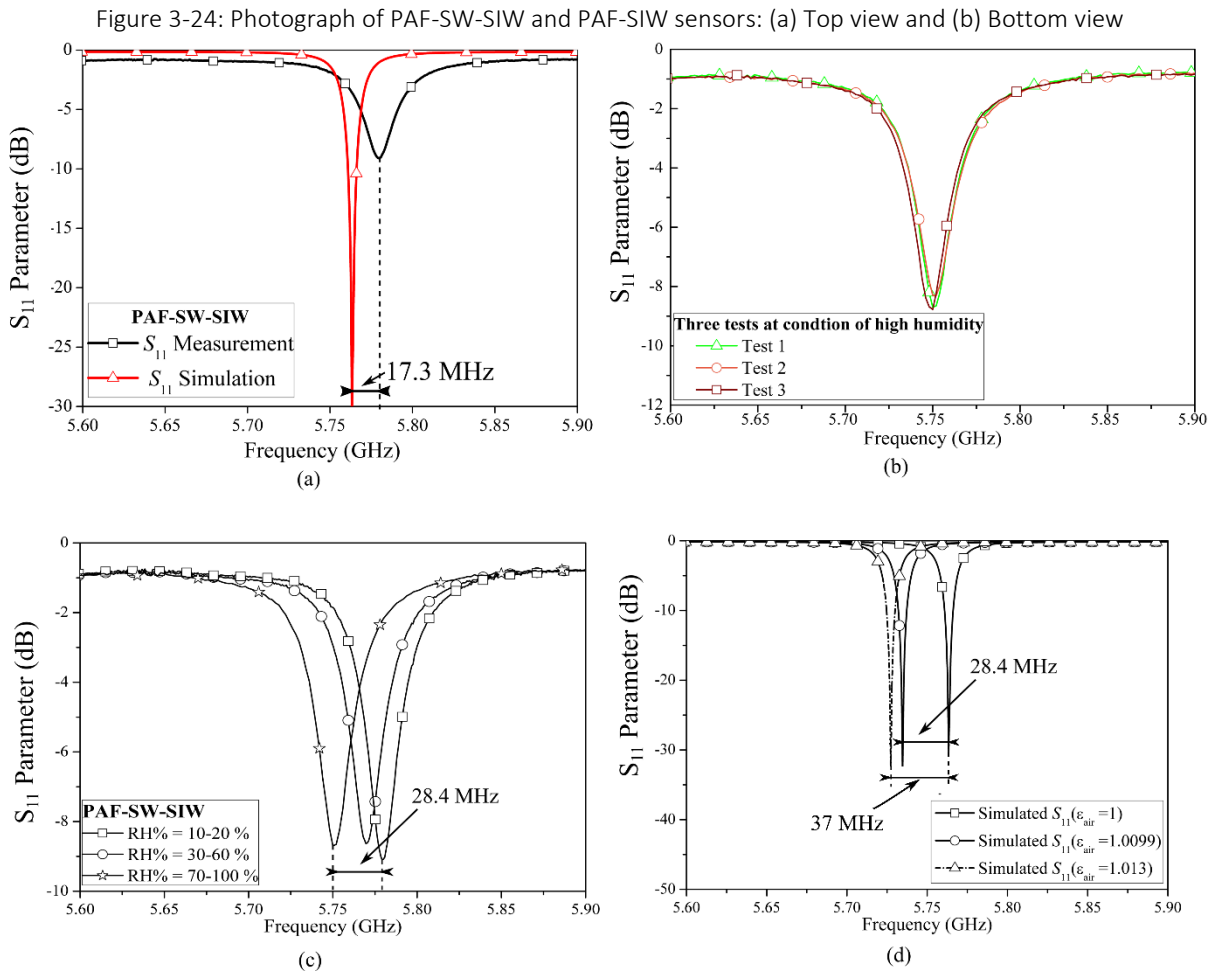 Figure 3-24: Photograph of PAF-SW-SIW and PAF-SIW sensors: (a) Top view and (b) Bottom view
0
-5
-10
-15
-20
-25
-30
S11 Parameter (dB)
PAF-SW-SIW
S11 Measurement
S11 Simulation
17.3 MHz
5.60 5.65 5.70 5.75 5.80 5.85 5.90
Frequency (GHz)
(a)
0
-2
-4
-6
-8
-10
-12
S11 Parameter (dB)
Three tests at condtion of high humidity
Test 1
Test 2
Test 3
5.60 5.65 5.70 5.75 5.80 5.85 5.90
Frequency (GHz)
(b)
0
-2
-4
-6
-8
-10
S11 Parameter (dB)
28.4 MHz
PAF-SW-SIW
RH% = 10-20 %
RH% = 30-60 %
RH% = 70-100 %
5.60 5.65 5.70 5.75 5.80 5.85 5.90
Frequency (GHz)
(c)
0
-10
-20
-30
-40
-50
S11 Parameter (dB)
28.4 MHz
37 MHz
Simulated S11(εair =1)
Simulated S11(εair =1.0099)
Simulated S11(εair =1.013)
5.60 5.65 5.70 5.75 5.80 5.85 5.90
Frequency (GHz)
(d)